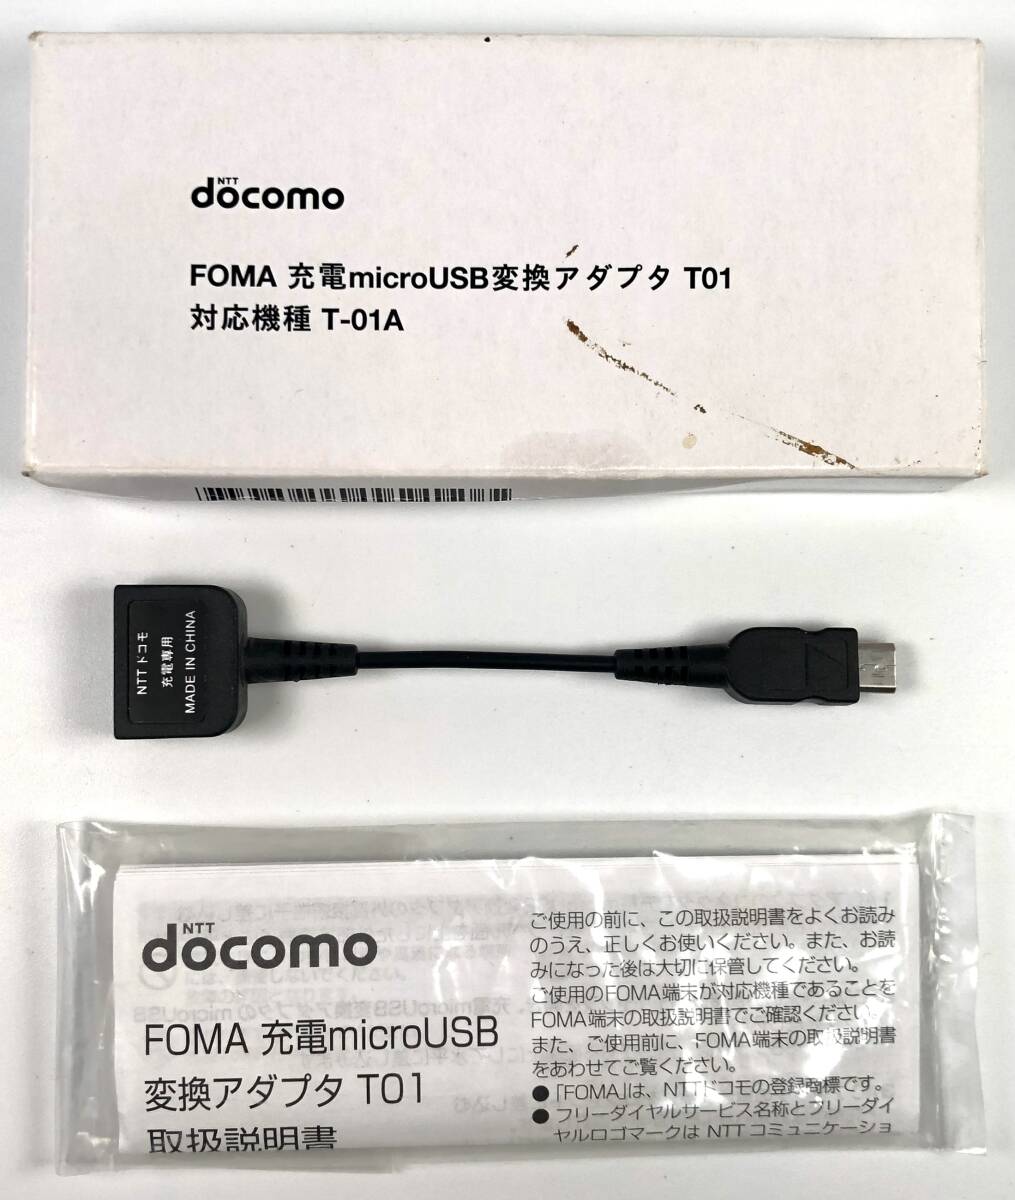 NTT
docomo
FOMA 充電microUSB変換アダプタ T01
対応機種 T-01A
NTT ドコモ
充電専用
MADE IN CHINA
NTT
docomo
FOMA 充電microUSB
変換アダプタ T01
取扱説明書
ご使用の前に、この取扱説明書をよくお読み
のうえ、正しくお使いください。また、お読
みになった後は大切に保管してください。
ご使用のFOMA端末が対応機種であることを
FOMA端末の取扱説明書でご確認ください。
また、ご使用前に、FOMA端末の取扱説明書
をあわせてご覧ください。
●「FOMA」は、NTTドコモの登録商標です。
● フリーダイヤルサービス名称とフリーダイ
ヤルロゴマークは NTTコミュニケーショ